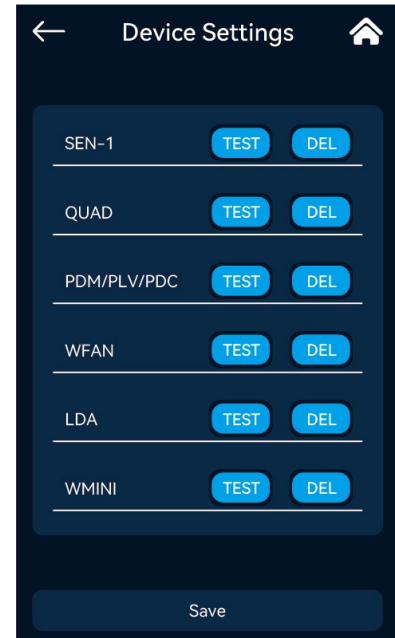 Device Settings
SEN-1 TEST DEL
QUAD TEST DEL
PDM/PLV/PDC TEST DEL
WFAN TEST DEL
LDA TEST DEL
WMINI TEST DEL
Save